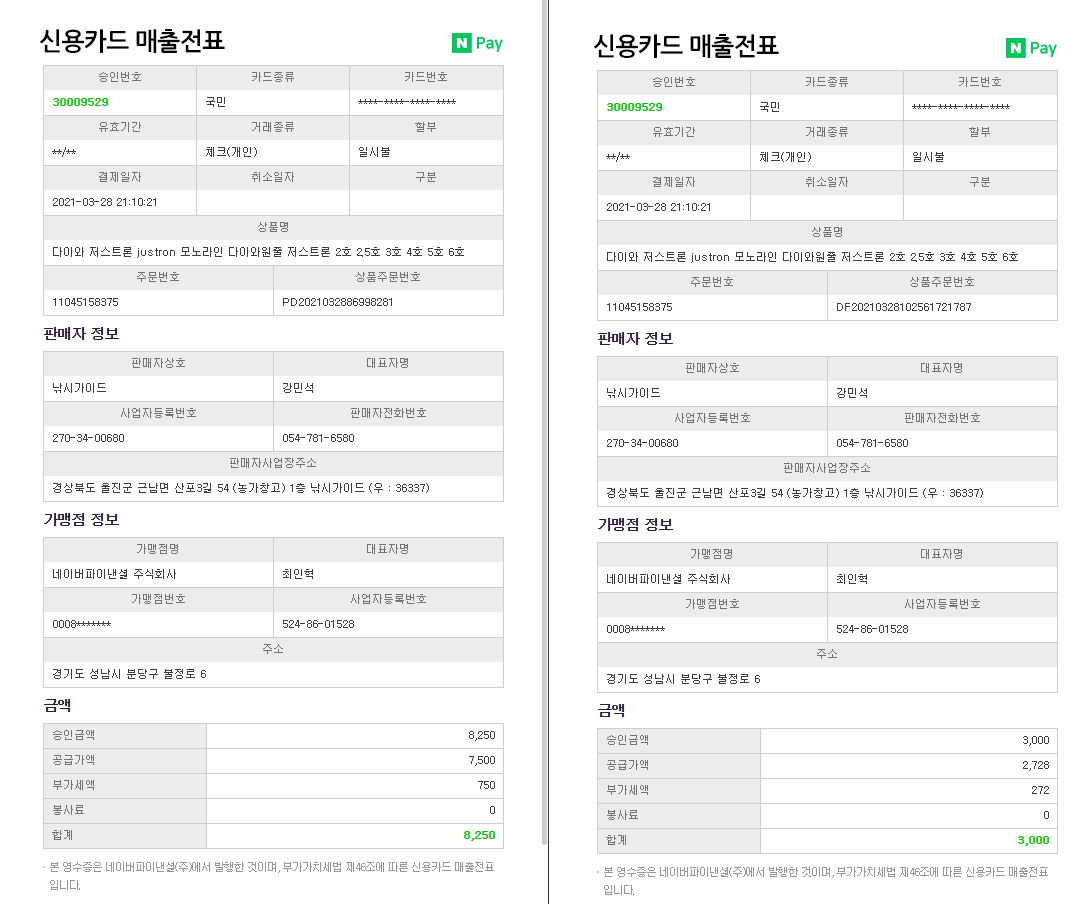 신용카드 매출전표
N Pay
승인번호 카드종류 카드번호
30009529 국민 ****-****-****-****
유효기간 거래종류 할부
**/** 체크(개인) 일시불
결제일자 취소일자 구분
2021-03-28 21:10:21
상품명
다이와 저스트론 justron 모노라인 다이와원줄 저스트론 2호 2.5호 3호 4호 5호 6호
주문번호 상품주문번호
11045158375 PD2021032886998281
판매자 정보
판매자상호 대표자명
낚시가이드 강민석
사업자등록번호 판매자전화번호
270-34-00680 054-781-6580
판매자사업장주소
경상북도 울진군 근남면 산포3길 54 (농가창고) 1층 낚시가이드 (우 : 36337)
가맹점 정보
가맹점명 대표자명
네이버파이낸셜 주식회사 최인혁
가맹점번호 사업자등록번호
0008******* 524-86-01528
주소
경기도 성남시 분당구 불정로 6
금액
승인금액 8,250
공급가액 7,500
부가세액 750
봉사료 0
합계 8,250
· 본 영수증은 네이버파이낸셜(주)에서 발행한 것이며, 부가가치세법 제46조에 따른 신용카드 매출전표
입니다.
신용카드 매출전표
N Pay
승인번호 카드종류 카드번호
30009529 국민 ****-****-****-****
유효기간 거래종류 할부
**/** 체크(개인) 일시불
결제일자 취소일자 구분
2021-03-28 21:10:21
상품명
다이와 저스트론 justron 모노라인 다이와원줄 저스트론 2호 2.5호 3호 4호 5호 6호
주문번호 상품주문번호
11045158375 DF20210328102561721787
판매자 정보
판매자상호 대표자명
낚시가이드 강민석
사업자등록번호 판매자전화번호
270-34-00680 054-781-6580
판매자사업장주소
경상북도 울진군 근남면 산포3길 54 (농가창고) 1층 낚시가이드 (우 : 36337)
가맹점 정보
가맹점명 대표자명
네이버파이낸셜 주식회사 최인혁
가맹점번호 사업자등록번호
0008******* 524-86-01528
주소
경기도 성남시 분당구 불정로 6
금액
승인금액 3,000
공급가액 2,728
부가세액 272
봉사료 0
합계 3,000
· 본 영수증은 네이버파이낸셜(주)에서 발행한 것이며, 부가가치세법 제46조에 따른 신용카드 매출전표
입니다.